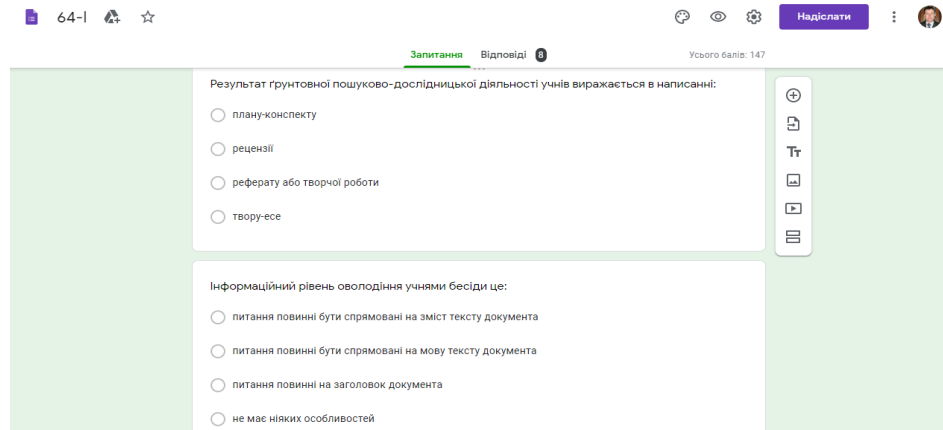 64-І
Надіслати
Запитання Відповіді 8 Усього балів: 147
Результат ґрунтовної пошуково-дослідницької діяльності учнів виражається в написанні:
плану-конспекту
рецензії
реферату або творчої роботи
твору-есе
Тт
Інформаційний рівень оволодіння учнями бесіди це:
питання повинні бути спрямовані на зміст тексту документа
питання повинні бути спрямовані на мову тексту документа
питання повинні на заголовок документа
не має ніяких особливостей